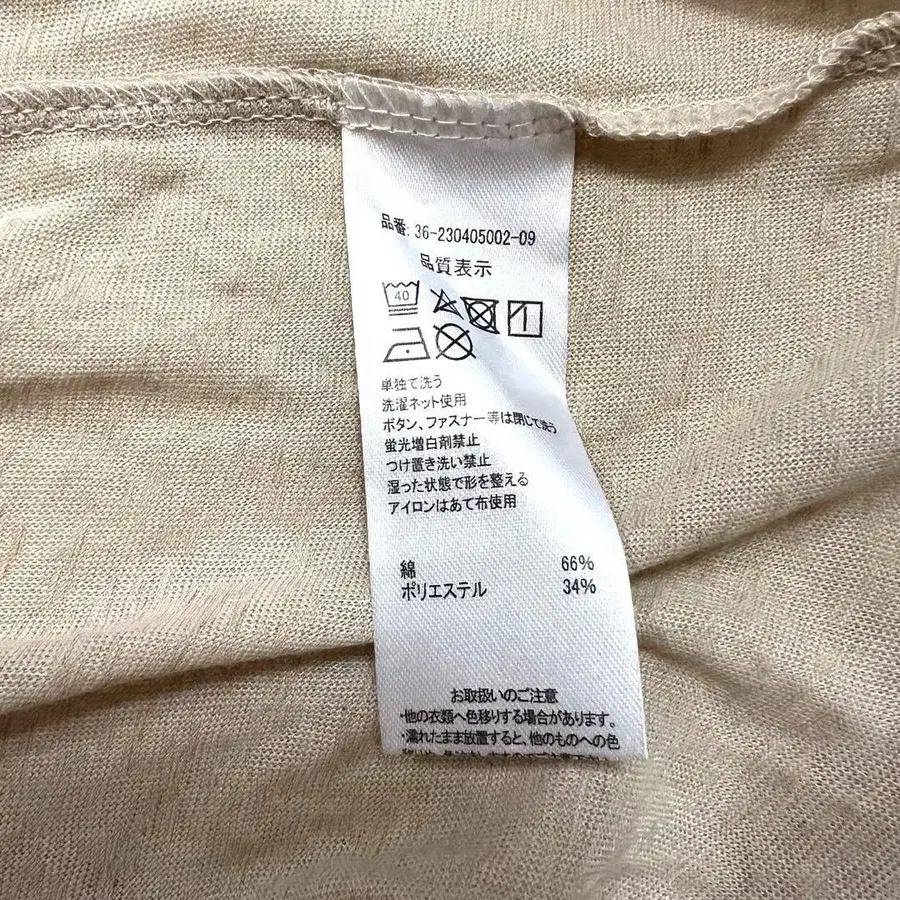 品番: 36-230405002-09
品質表示
40
単独で洗う
洗濯ネット使用
ボタン、ファスナー等は閉じて洗う
蛍光増白剤禁止
つけ置き洗い禁止
湿った状態で形を整える
アイロンはあて布使用
綿 66%
ポリエステル 34%
お取扱いのご注意
・他の衣類へ色移りする場合があります。
・濡れたまま放置すると、他のものへの色